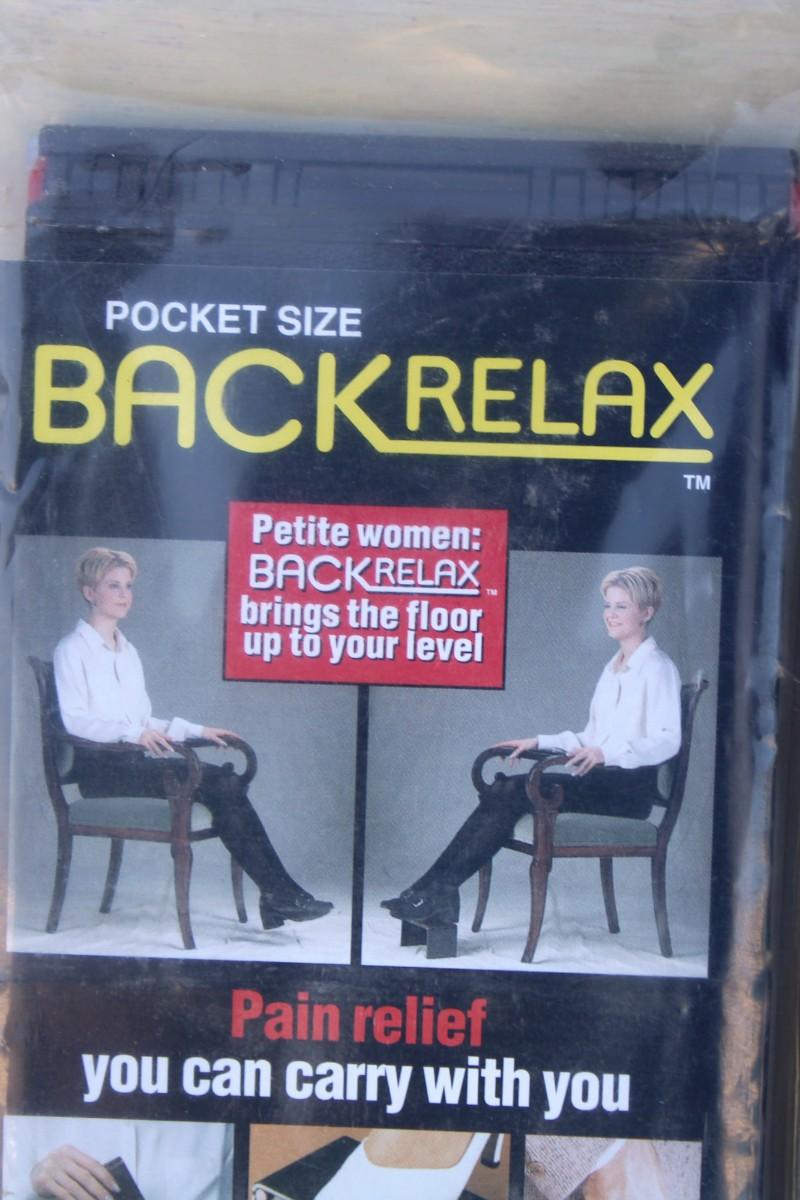 POCKET SIZE
BACKRELAX
TM
Petite women:
BACKRELAX TM
brings the floor
up to your level
Pain relief
you can carry with you